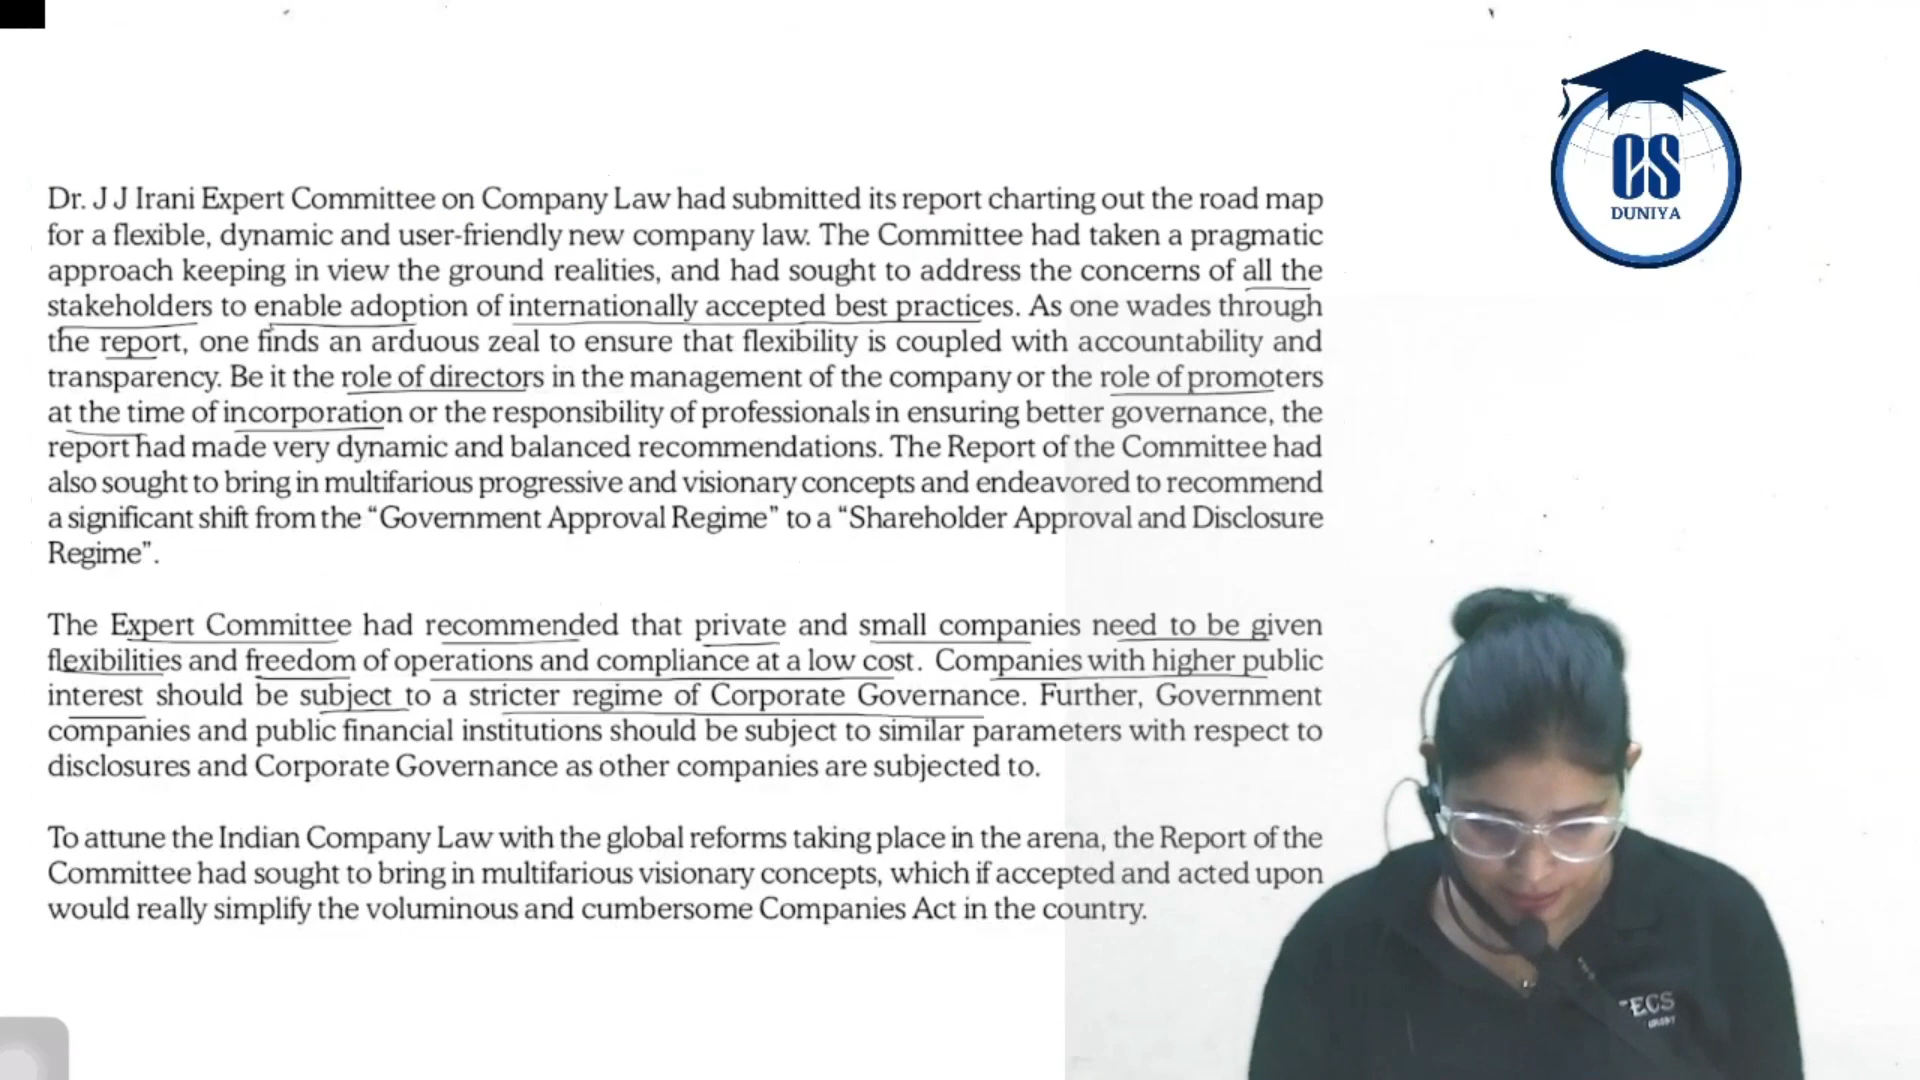 CS
DUNIYA
Dr. J J Irani Expert Committee on Company Law had submitted its report charting out the road map
for a flexible, dynamic and user-friendly new company law. The Committee had taken a pragmatic
approach keeping in view the ground realities, and had sought to address the concerns of all the
stakeholders to enable adoption of internationally accepted best practices. As one wades through
the report, one finds an arduous zeal to ensure that flexibility is coupled with accountability and
transparency. Be it the role of directors in the management of the company or the role of promoters
at the time of incorporation or the responsibility of professionals in ensuring better governance, the
report had made very dynamic and balanced recommendations. The Report of the Committee had
also sought to bring in multifarious progressive and visionary concepts and endeavored to recommend
a significant shift from the “Government Approval Regime” to a “Shareholder Approval and Disclosure
Regime”.
The Expert Committee had recommended that private and small companies need to be given
flexibilities and freedom of operations and compliance at a low cost. Companies with higher public
interest should be subject to a stricter regime of Corporate Governance. Further, Government
companies and public financial institutions should be subject to similar parameters with respect to
disclosures and Corporate Governance as other companies are subjected to.
To attune the Indian Company Law with the global reforms taking place in the arena, the Report of the
Committee had sought to bring in multifarious visionary concepts, which if accepted and acted upon
would really simplify the voluminous and cumbersome Companies Act in the country.
ECS